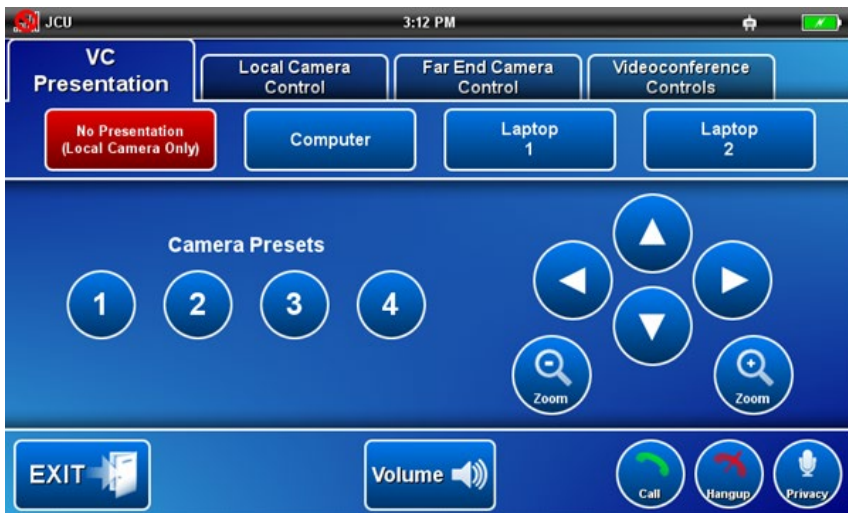 JCU
3:12 PM
VC
Presentation
Local Camera
Control
Far End Camera
Control
Videoconference
Controls
No Presentation
(Local Camera Only)
Computer
Laptop
1
Laptop
2
Camera Presets
1 2 3 4
Zoom
Zoom
EXIT
Volume
Call
Hangup
Privacy